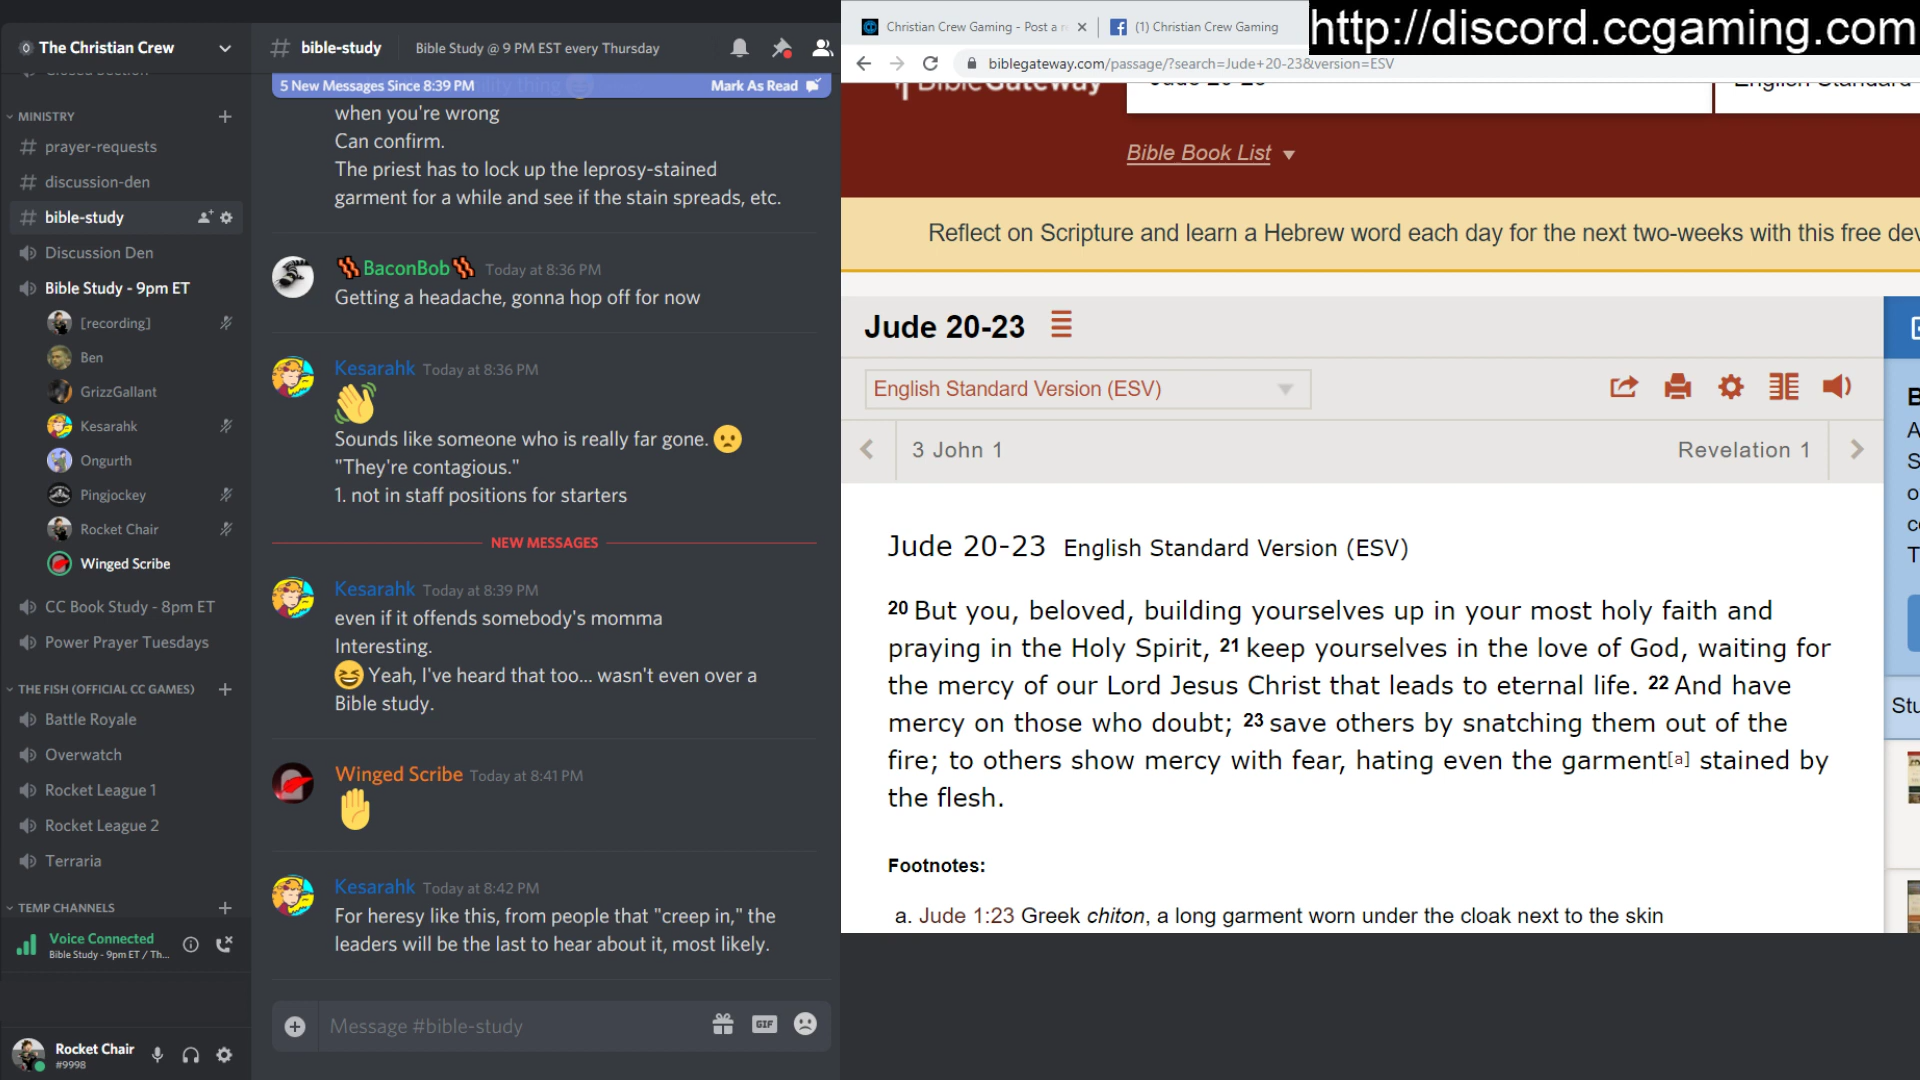 The Christian Crew
MINISTRY
prayer-requests
discussion-den
bible-study
Discussion Den
Bible Study - 9pm ET
[recording]
Ben
GrizzGallant
Kesarahk
Ongurth
Pingjockey
Rocket Chair
Winged Scribe
CC Book Study - 8pm ET
Power Prayer Tuesdays
THE FISH (OFFICIAL CC GAMES)
Battle Royale
Overwatch
Rocket League 1
Rocket League 2
Terraria
TEMP CHANNELS
Voice Connected
Bible Study - 9pm ET / Th...
Rocket Chair
#9998
bible-study
Bible Study @ 9 PM EST every Thursday
5 New Messages Since 8:39 PM
Mark As Read
when you're wrong
Can confirm.
The priest has to lock up the leprosy-stained
garment for a while and see if the stain spreads, etc.
BaconBob Today at 8:36 PM
Getting a headache, gonna hop off for now
Kesarahk Today at 8:36 PM
Sounds like someone who is really far gone.
"They're contagious."
1. not in staff positions for starters
NEW MESSAGES
Kesarahk Today at 8:39 PM
even if it offends somebody's momma
Interesting.
Yeah, I've heard that too... wasn't even over a
Bible study.
Winged Scribe Today at 8:41 PM
Kesarahk Today at 8:42 PM
For heresy like this, from people that "creep in," the
leaders will be the last to hear about it, most likely.
Message #bible-study
GIF
Christian Crew Gaming - Post a
(1) Christian Crew Gaming
http://discord.ccgaming.com
biblegateway.com/passage/?search=Jude+20-23&version=ESV
BibleGateway
Jude 20-23
English Standard
Bible Book List
Reflect on Scripture and learn a Hebrew word each day for the next two-weeks with this free
Jude 20-23
English Standard Version (ESV)
3 John 1
Revelation 1
Jude 20-23 English Standard Version (ESV)
20 But you, beloved, building yourselves up in your most holy faith and
praying in the Holy Spirit, 21 keep yourselves in the love of God, waiting for
the mercy of our Lord Jesus Christ that leads to eternal life. 22 And have
mercy on those who doubt; 23 save others by snatching them out of the
fire; to others show mercy with fear, hating even the garment[a] stained by
the flesh.
Footnotes:
a. Jude 1:23 Greek chiton, a long garment worn under the cloak next to the skin